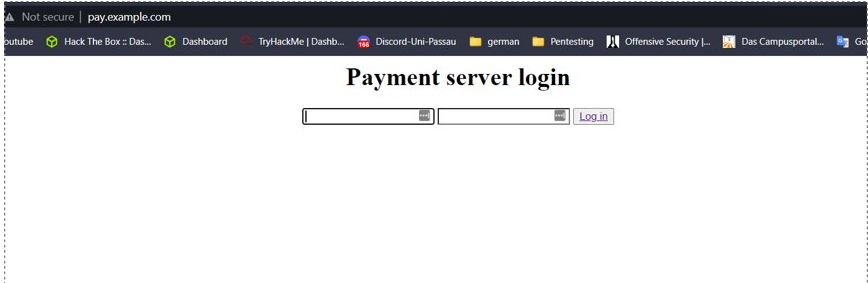 Not secure | pay.example.com
outube Hack The Box :: Das... Dashboard TryHackMe | Dashb... 166 Discord-Uni-Passau german Pentesting Offensive Security |... Das Campusportal... Go
Payment server login
Log in